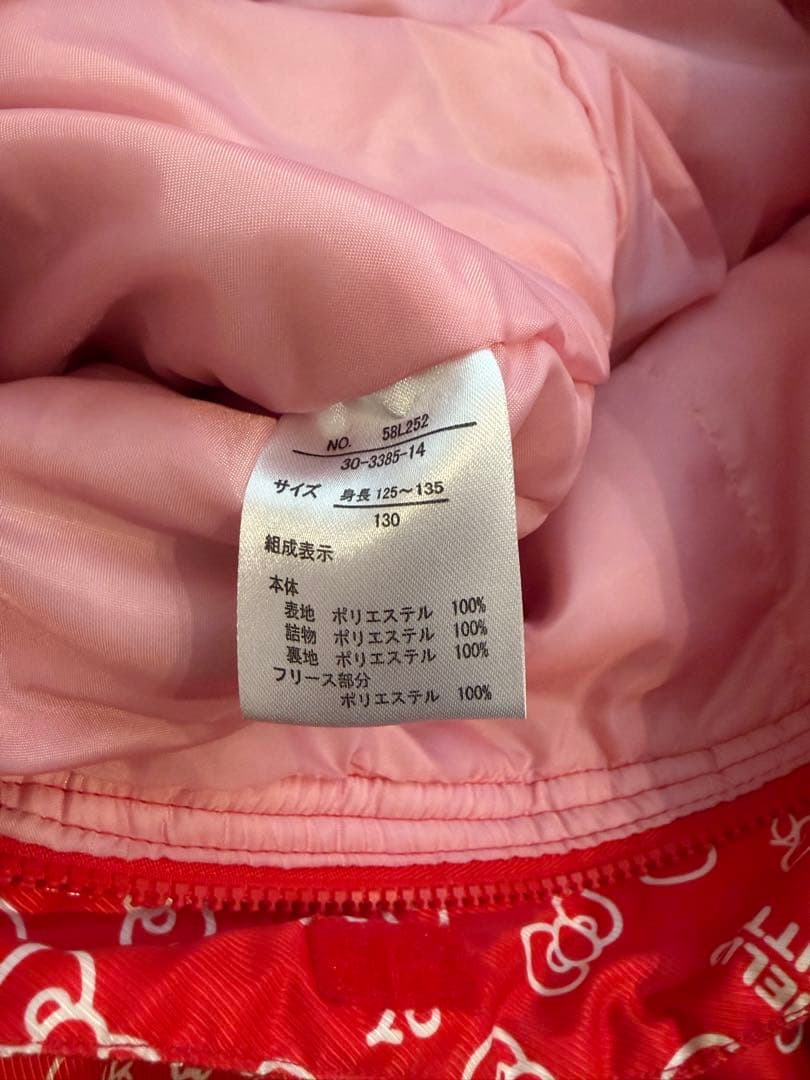 NO. 58L252
30-3385-14
サイズ 身長 125～135
130
組成表示
本体
表地 ポリエステル 100%
詰物 ポリエステル 100%
裏地 ポリエステル 100%
フリース部分
ポリエステル 100%